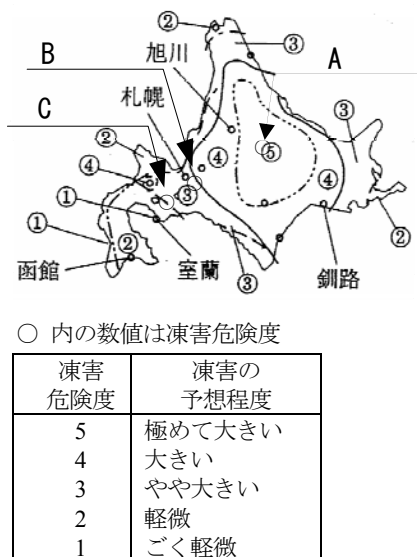 ②
③
B
旭川
A
札幌
C
③
②
⑤
④
④
④
③
①
①
②
②
函館
室蘭
③
釧路
○ 内の数値は凍害危険度
凍害
危険度
凍害の
予想程度
5 極めて大きい
4 大きい
3 やや大きい
2 軽微
1 ごく軽微